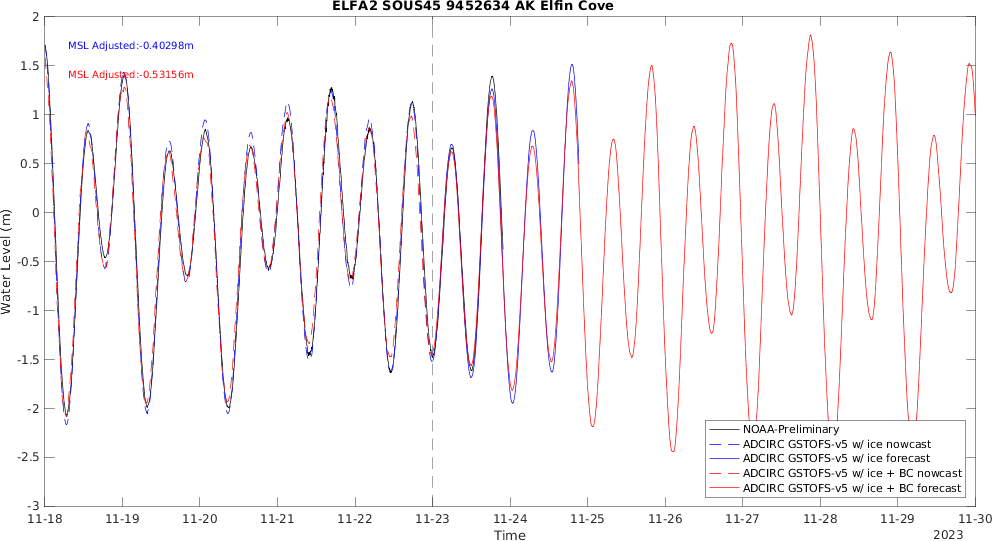 ELFA2 SOUS45 9452634 AK Elfin Cove
MSL Adjusted:-0.40298m
MSL Adjusted:-0.53156m
Water Level (m)
2
1.5
1
0.5
0
-0.5
-1
-1.5
-2
-2.5
-3
NOAA-Preliminary
ADCIRC GSTOFS-v5 w/ ice nowcast
ADCIRC GSTOFS-v5 w/ ice forecast
ADCIRC GSTOFS-v5 w/ ice + BC nowcast
ADCIRC GSTOFS-v5 w/ ice + BC forecast
11-18 11-19 11-20 11-21 11-22 11-23 11-24 11-25 11-26 11-27 11-28 11-29 11-30
Time
2023